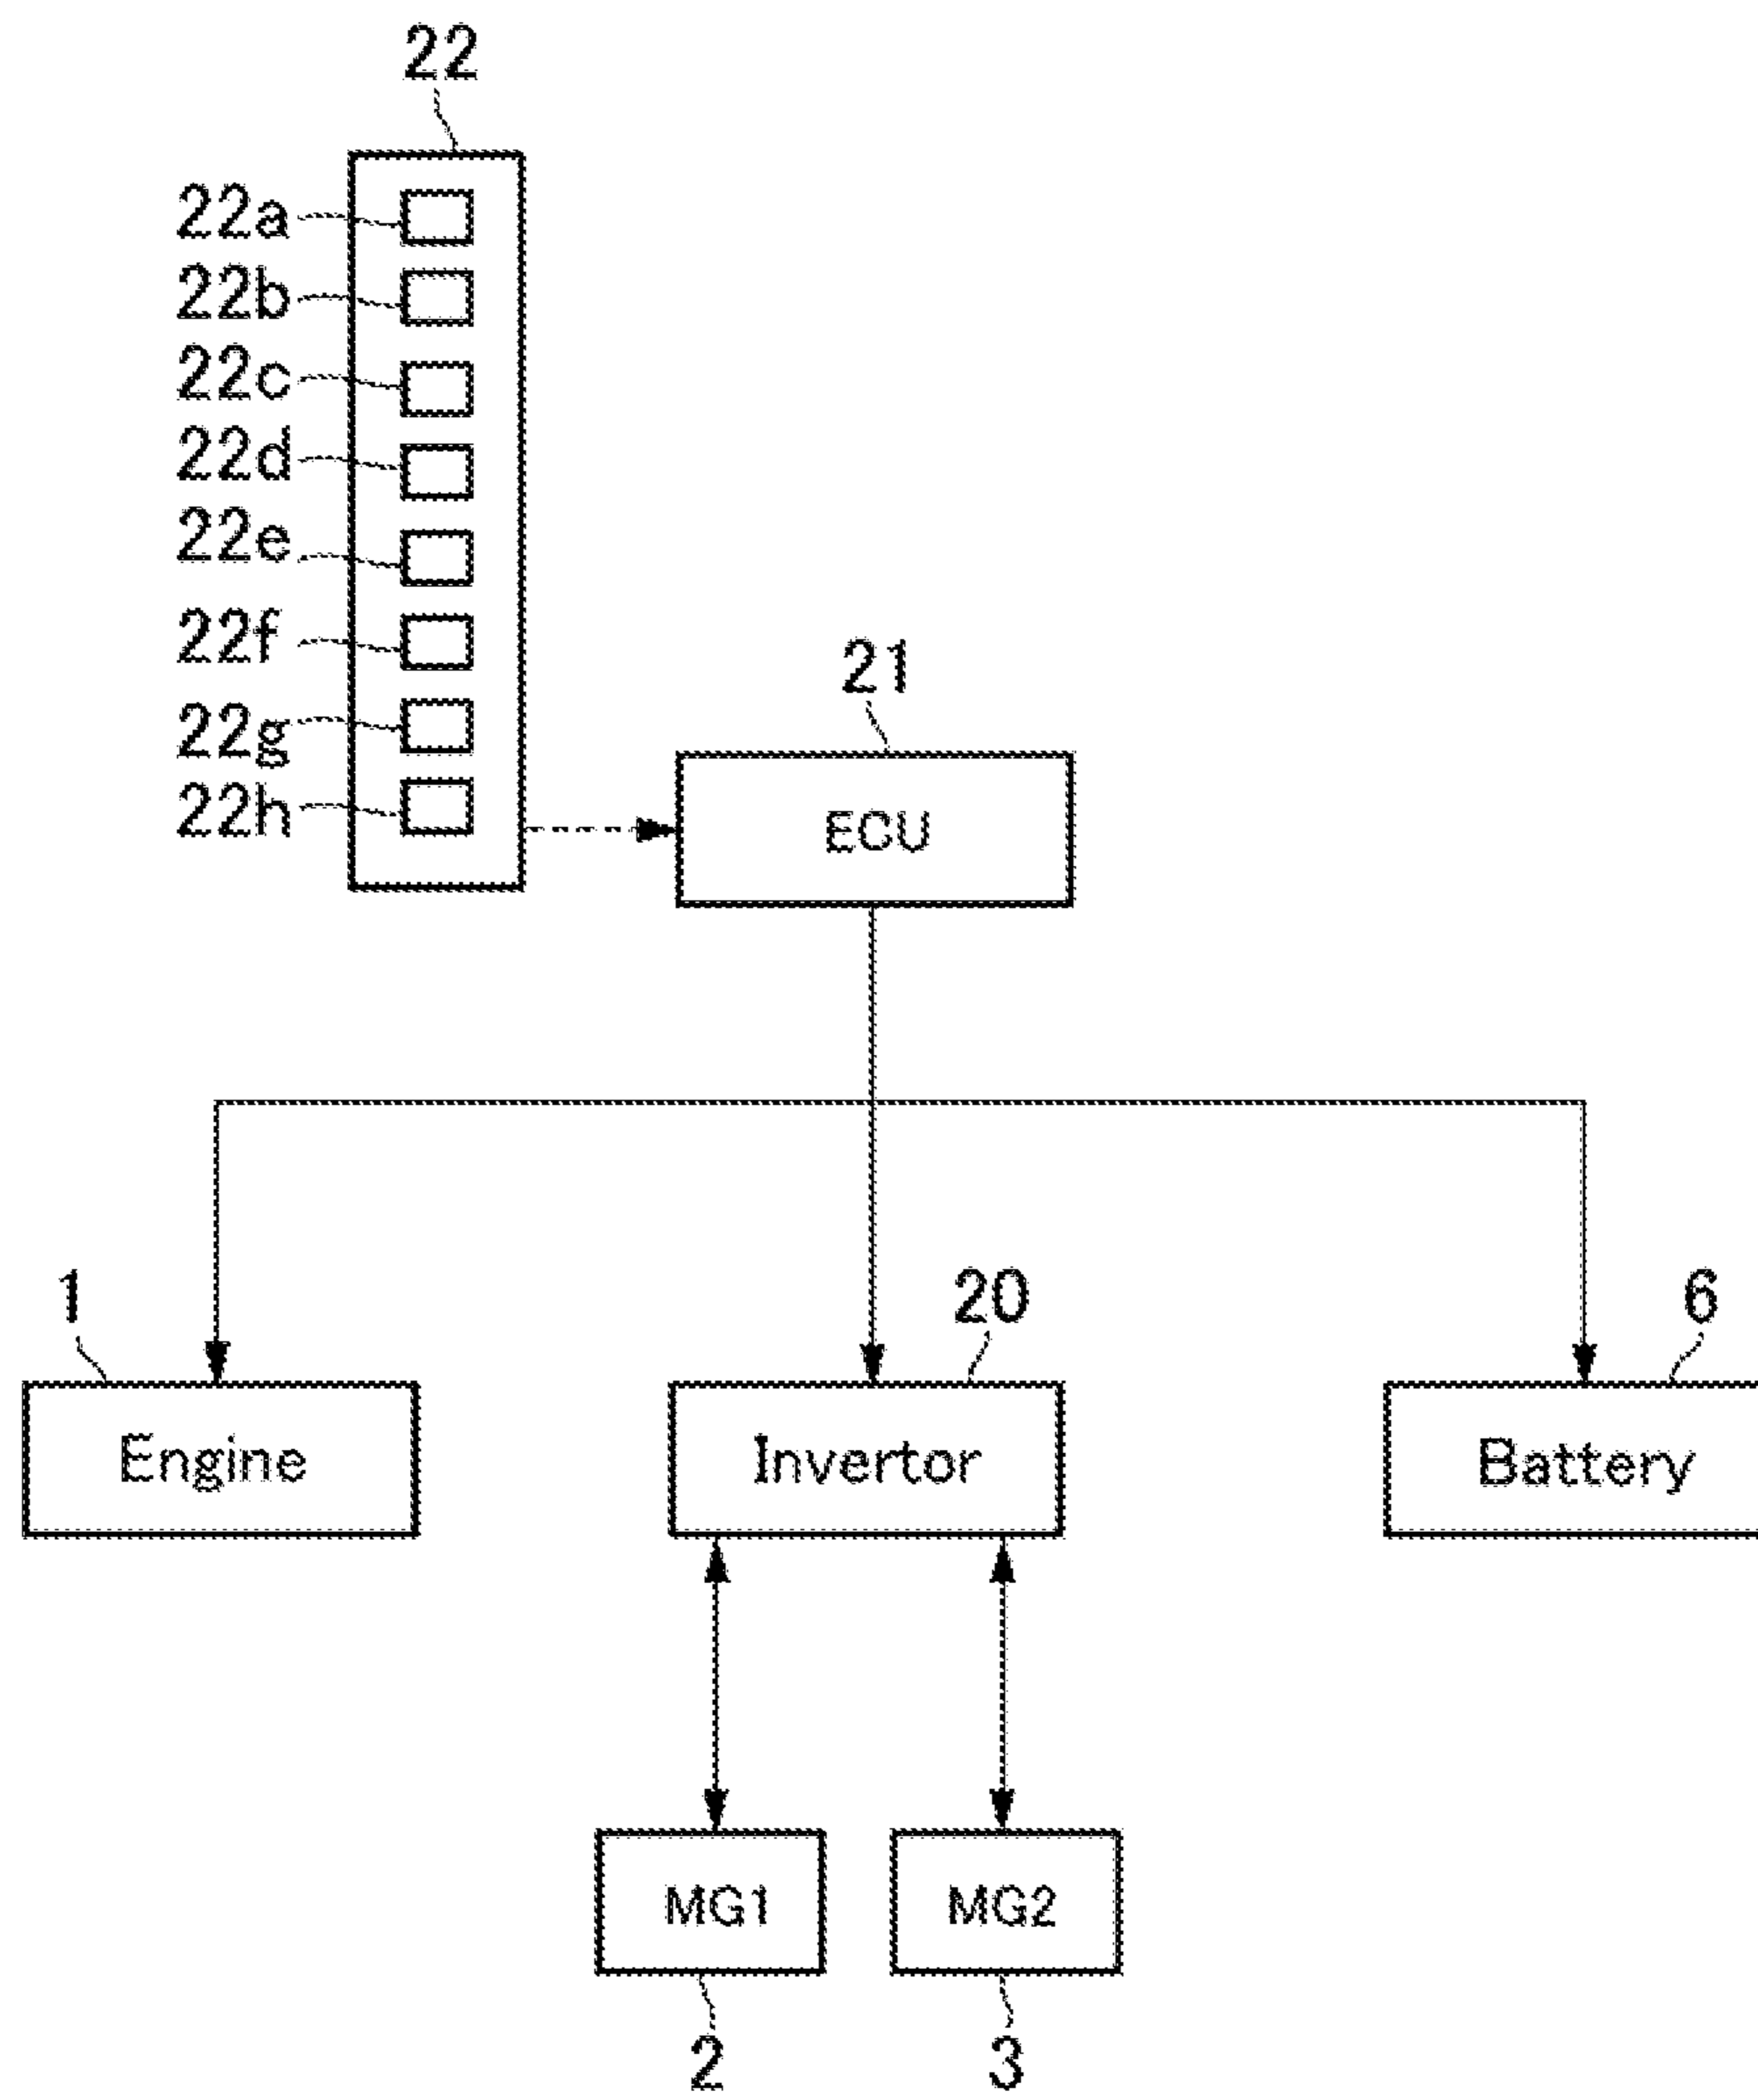 22
22a
22b
22c
22d
22e
22f
22g
22h
21
ECU
1
20
6
Engine
Invertor
Battery
MG1
MG2
2
3